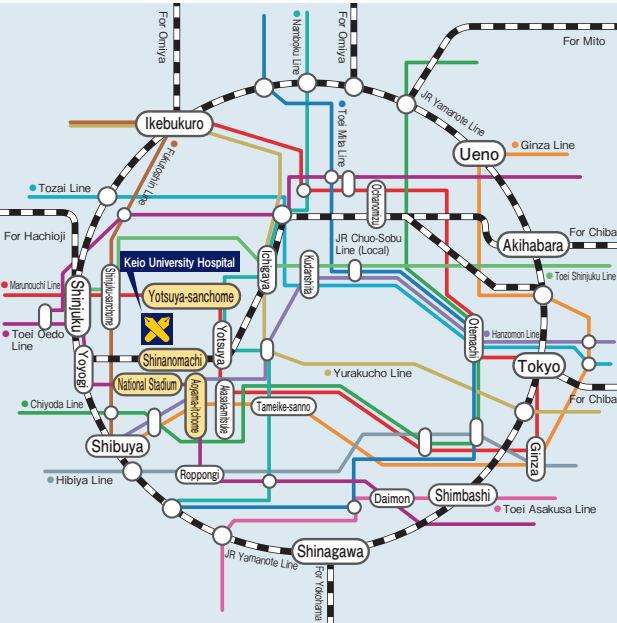 For Omiya
Nanboku Line
For Omiya
For Mito
JR Yamanote Line
Ikebukuro
Toei Mita Line
Ueno
Ginza Line
Fukutoshin Line
Tozai Line
Ochanomizu
For Hachioji
JR Chuo-Sobu
Line (Local)
Akihabara
For Chiba
Keio University Hospital
Ichigaya
Kudanshita
Shinjuku-sanchome
Toei Shinjuku Line
Marunouchi Line
Shinjuku
Yotsuya-sanchome
Toei Oedo
Line
Yotsuya
Otemachi
Hanzomon Line
Yoyogi
Shinanomachi
Tokyo
National Stadium
Aoyama-itchome
Akasakamitsuke
Yurakucho Line
For Chiba
Chiyoda Line
Tameike-sanno
Shibuya
Ginza
Hibiya Line
Roppongi
Daimon
Shimbashi
Toei Asakusa Line
JR Yamanote Line
Shinagawa
For Yokohama